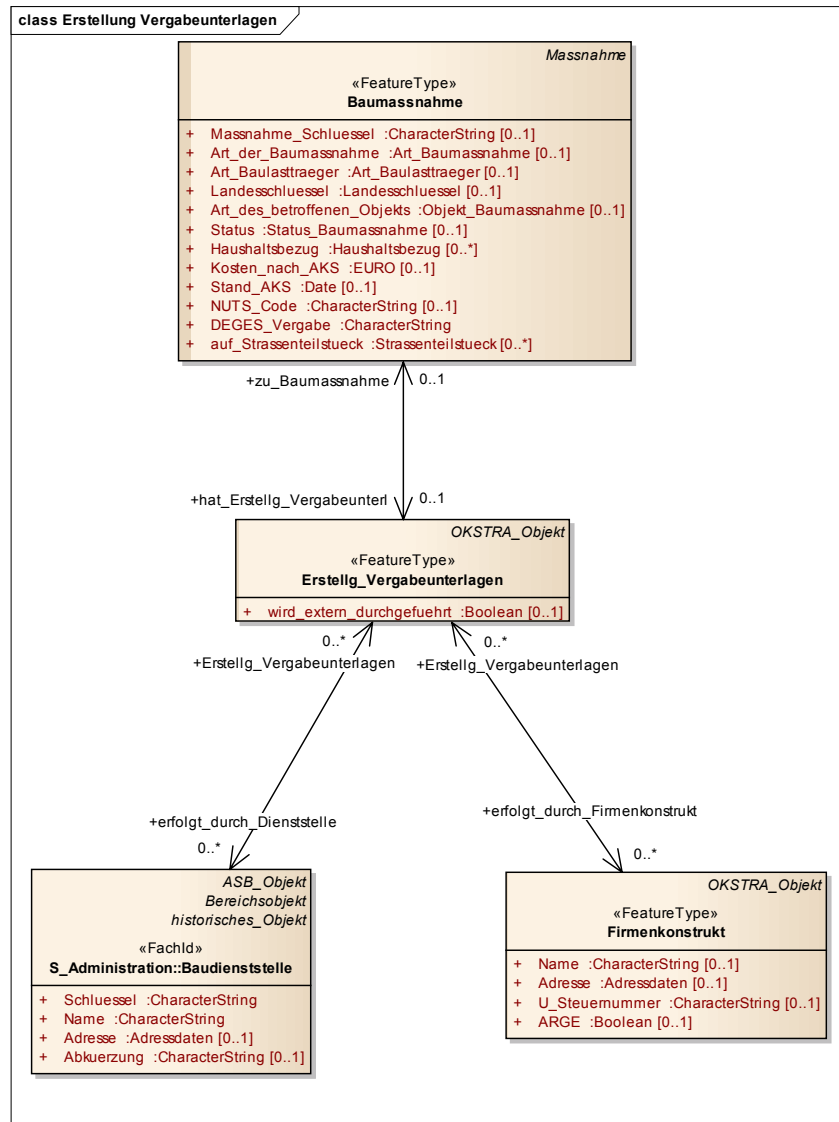 class Erstellung Vergabeunterlagen
Massnahme
«FeatureType»
Baumassnahme
+ Massnahme_Schluessel :CharacterString [0..1]
+ Art_der_Baumassnahme :Art_Baumassnahme [0..1]
+ Art_Baulasttraeger :Art_Baulasttraeger [0..1]
+ Landesschluessel :Landesschluessel [0..1]
+ Art_des_betroffenen_Objekts :Objekt_Baumassnahme [0..1]
+ Status :Status_Baumassnahme [0..1]
+ Haushaltsbezug :Haushaltsbezug [0..*]
+ Kosten_nach_AKS :EURO [0..1]
+ Stand_AKS :Date [0..1]
+ NUTS_Code :CharacterString [0..1]
+ DEGES_Vergabe :CharacterString
+ auf_Strassenteilstueck :Strassenteilstueck [0..*]
+zu_Baumassnahme 0..1
+hat_Erstellg_Vergabeunterl 0..1
OKSTRA_Objekt
«FeatureType»
Erstellg_Vergabeunterlagen
+ wird_extern_durchgefuehrt :Boolean [0..1]
0..* 0..*
+Erstellg_Vergabeunterlagen +Erstellg_Vergabeunterlagen
+erfolgt_durch_Dienststelle
0..*
+erfolgt_durch_Firmenkonstrukt
0..*
ASB_Objekt
Bereichsobjekt
historisches_Objekt
«FachId»
S_Administration::Baudienststelle
+ Schluessel :CharacterString
+ Name :CharacterString
+ Adresse :Adressdaten [0..1]
+ Abkuerzung :CharacterString [0..1]
OKSTRA_Objekt
«FeatureType»
Firmenkonstrukt
+ Name :CharacterString [0..1]
+ Adresse :Adressdaten [0..1]
+ U_Steuernummer :CharacterString [0..1]
+ ARGE :Boolean [0..1]